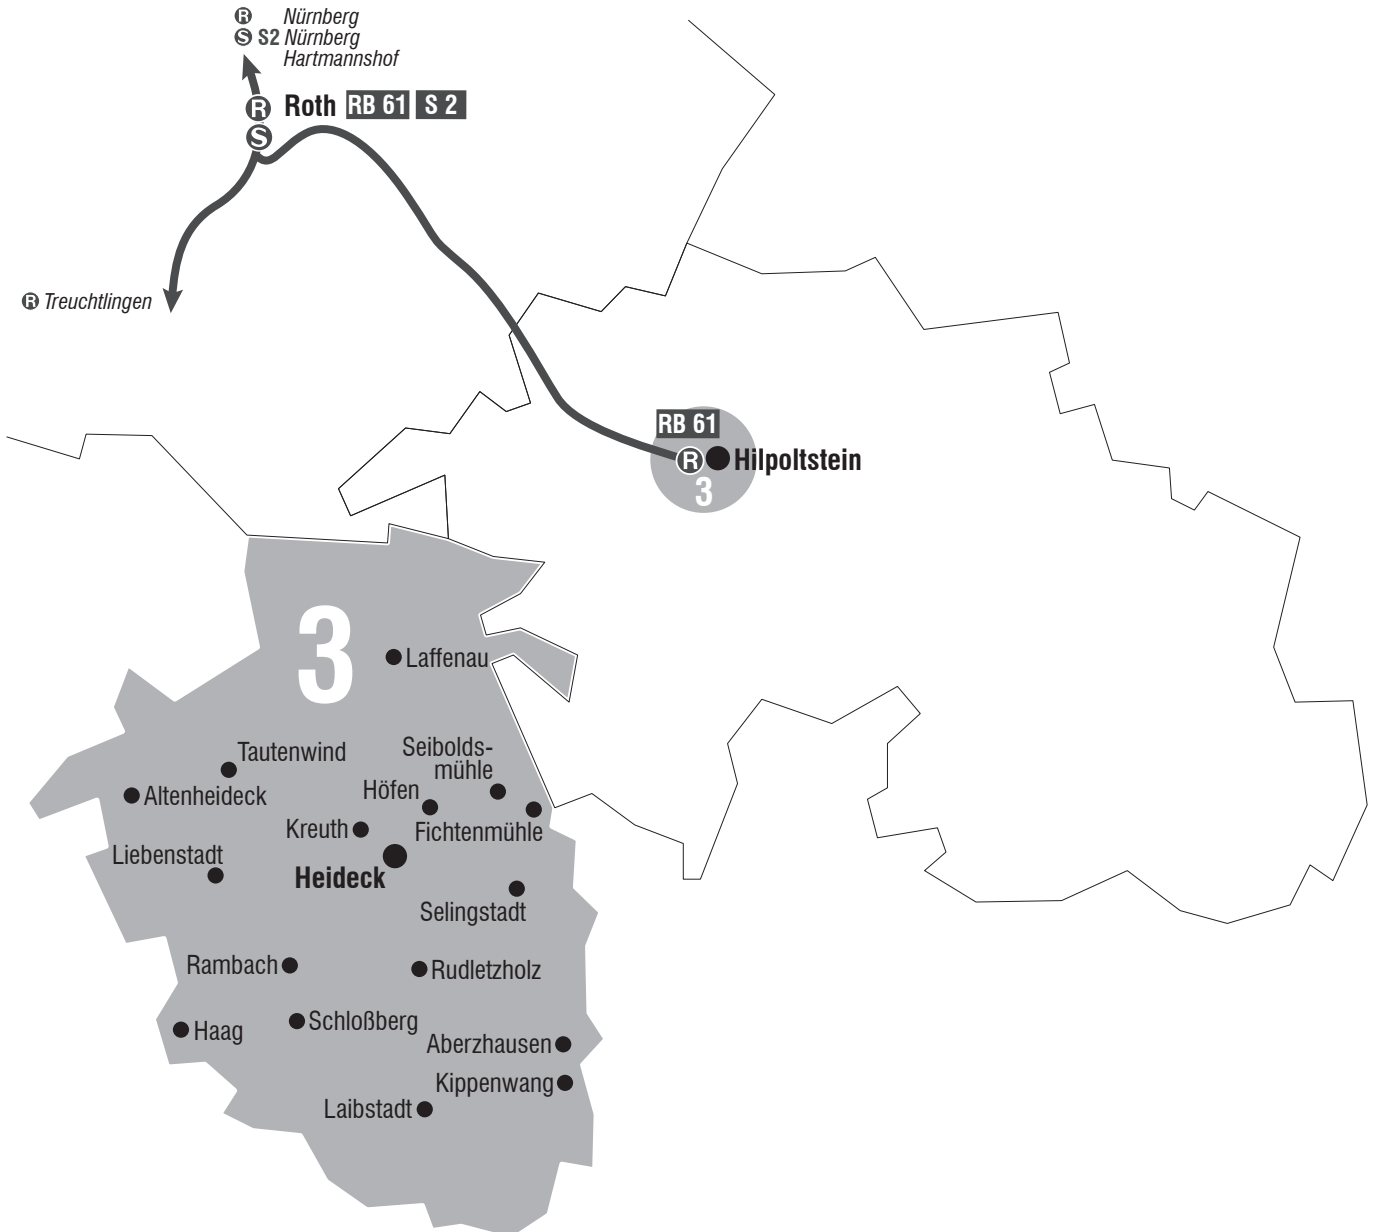 R Nürnberg
S S2 Nürnberg
Hartmannshof
R Roth RB 61 S 2
S
R Treuchtlingen
RB 61
R Hilpoltstein
3
3
Laffenau
Tautenwind
Seibolds-
mühle
Altenheideck
Höfen
Kreuth
Fichtenmühle
Liebenstadt
Heideck
Selingstadt
Rambach
Rudletzholz
Haag
Schloßberg
Aberzhausen
Kippenwang
Laibstadt